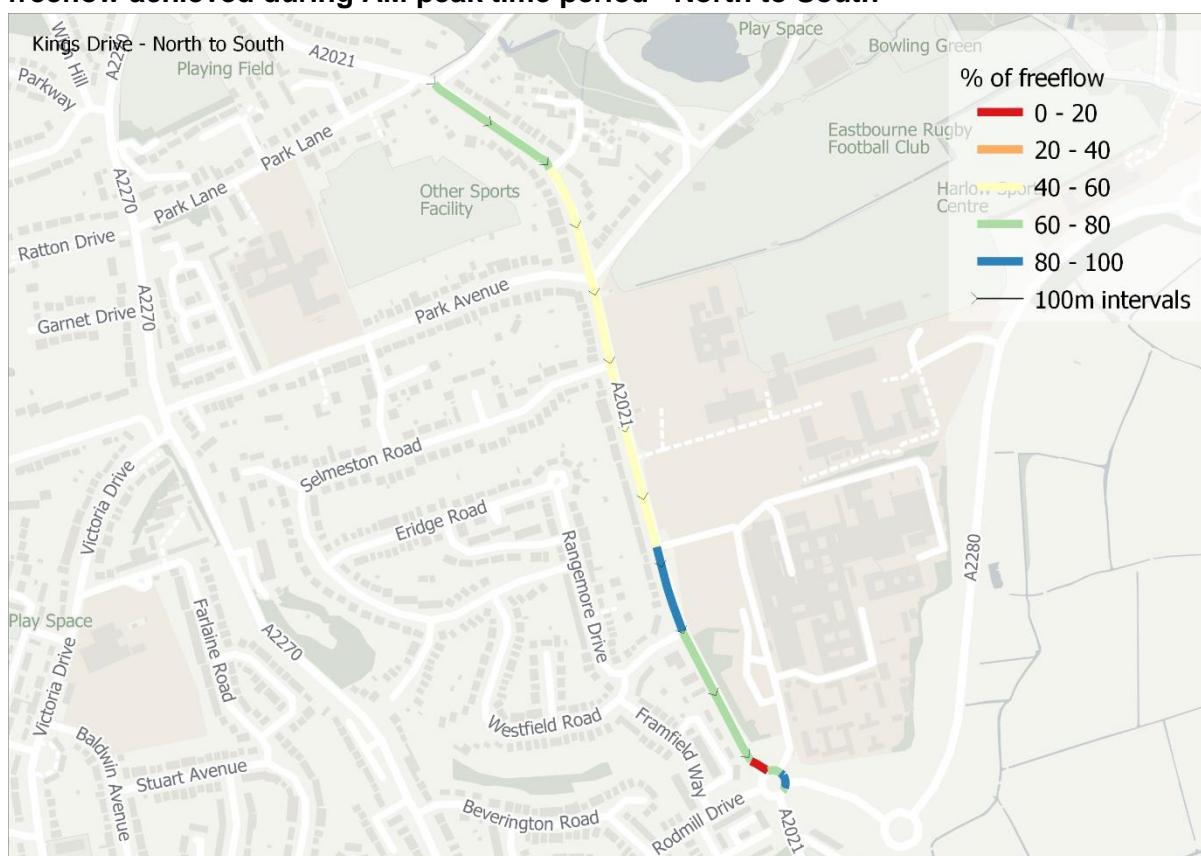 freeflow achieved during AM peak time period - North to South
Kings Drive - North to South
Wish Hill
A2270
Playing Field
A2021
Play Space
Bowling Green
Parkway
% of freeflow
0 - 20
20 - 40
40 - 60
60 - 80
80 - 100
100m intervals
Park Lane
Eastbourne Rugby
Football Club
A2270
Park Lane
Other Sports
Facility
Harlow Sports
Centre
Ratton Drive
A2270
Garnet Drive
Park Avenue
A2021
Selmeston Road
Victoria Drive
Eridge Road
Rangemore Drive
A2280
Play Space
Farlaine Road
A2270
Victoria Drive
Westfield Road
Framfield Way
Baldwin Avenue
Stuart Avenue
Beverington Road
Rodmill Drive
A2021